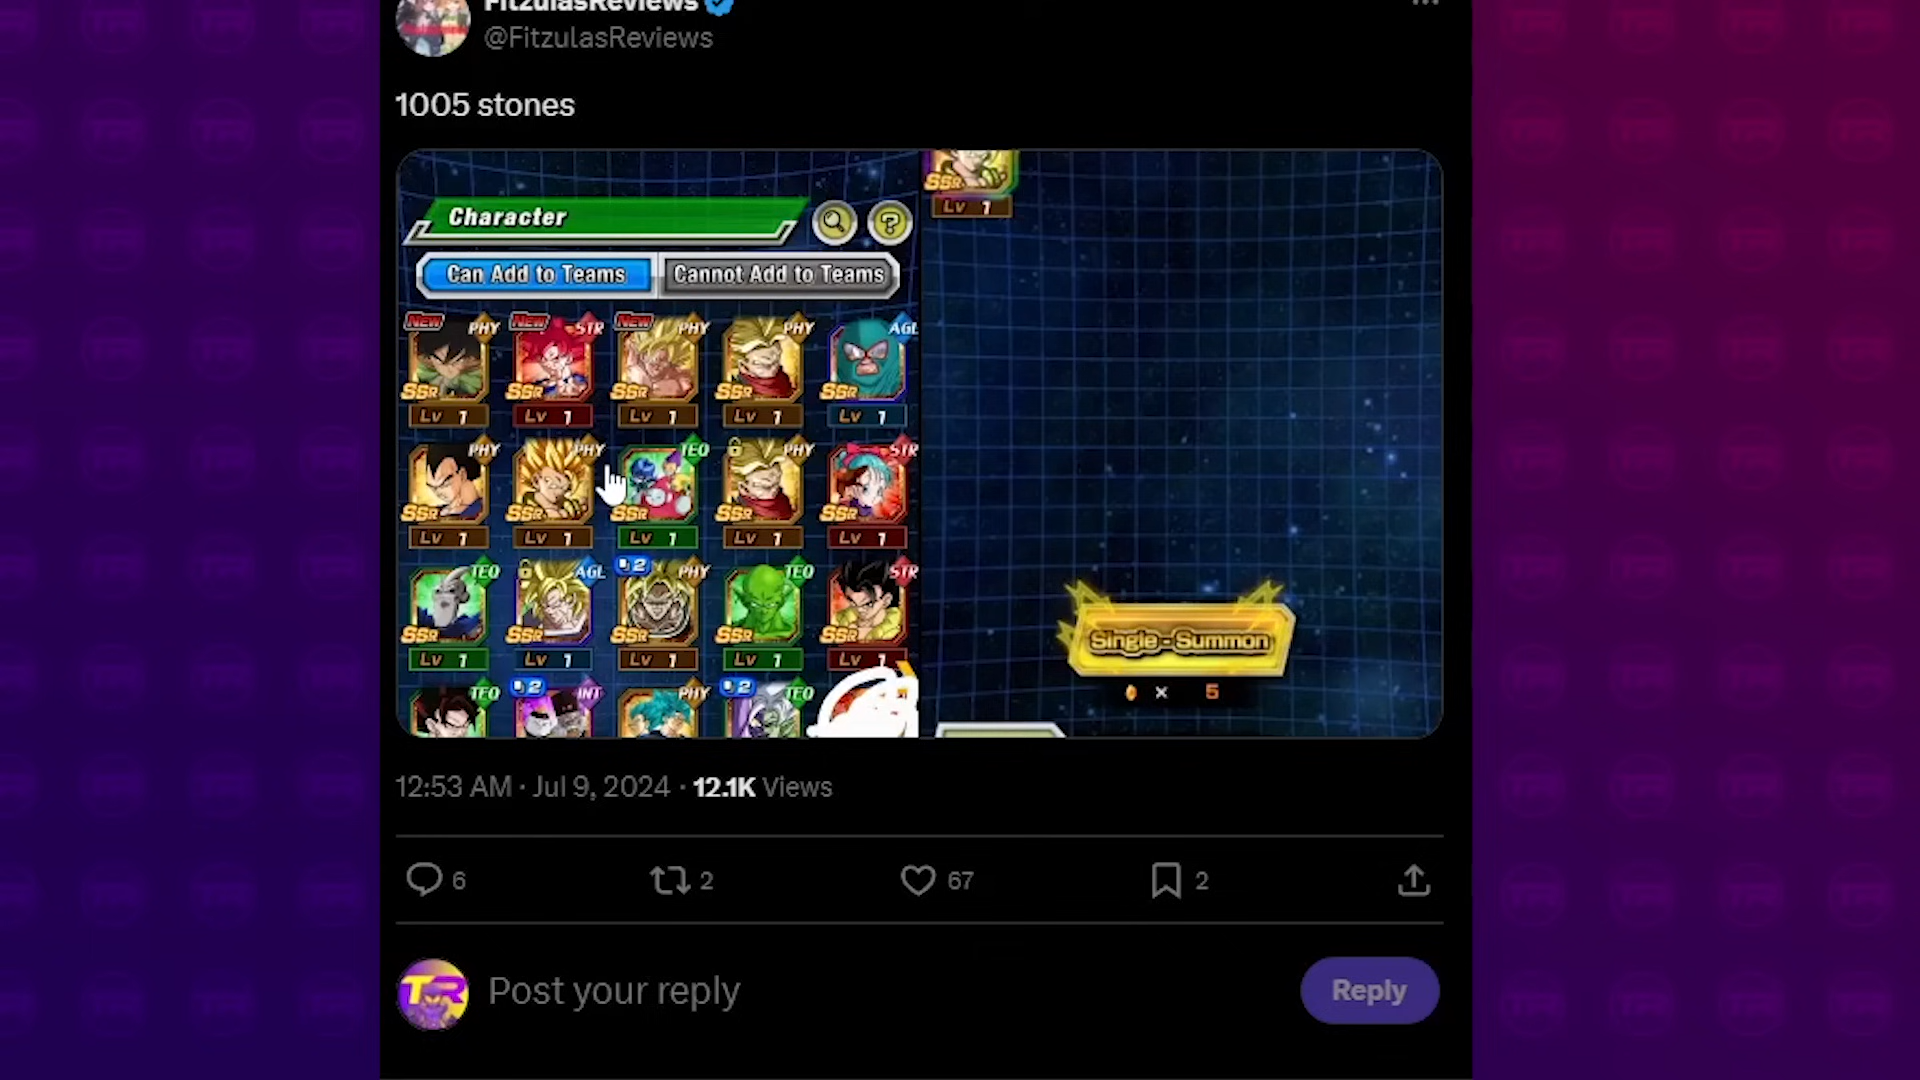 FitzulasReviews
@FitzulasReviews
1005 stones
Character
?
Can Add to Teams
Cannot Add to Teams
NEW PHY NEW STR NEW PHY PHY AGL
SSR SSR SSR SSR SSR
Lv 1 Lv 1 Lv 1 Lv 1 Lv 1
PHY PHY TEQ PHY STR
SSR SSR SSR SSR SSR
Lv 1 Lv 1 Lv 1 Lv 1 Lv 1
TEQ AGL 2 PHY TEQ STR
SSR SSR SSR SSR SSR
Lv 1 Lv 1 Lv 1 Lv 1 Lv 1
TEQ 2 INT PHY 2 TEQ
SSR
Lv 1
Single-Summon
× 5
12:53 AM · Jul 9, 2024 · 12.1K Views
6 2 67 2
TR
Post your reply
Reply